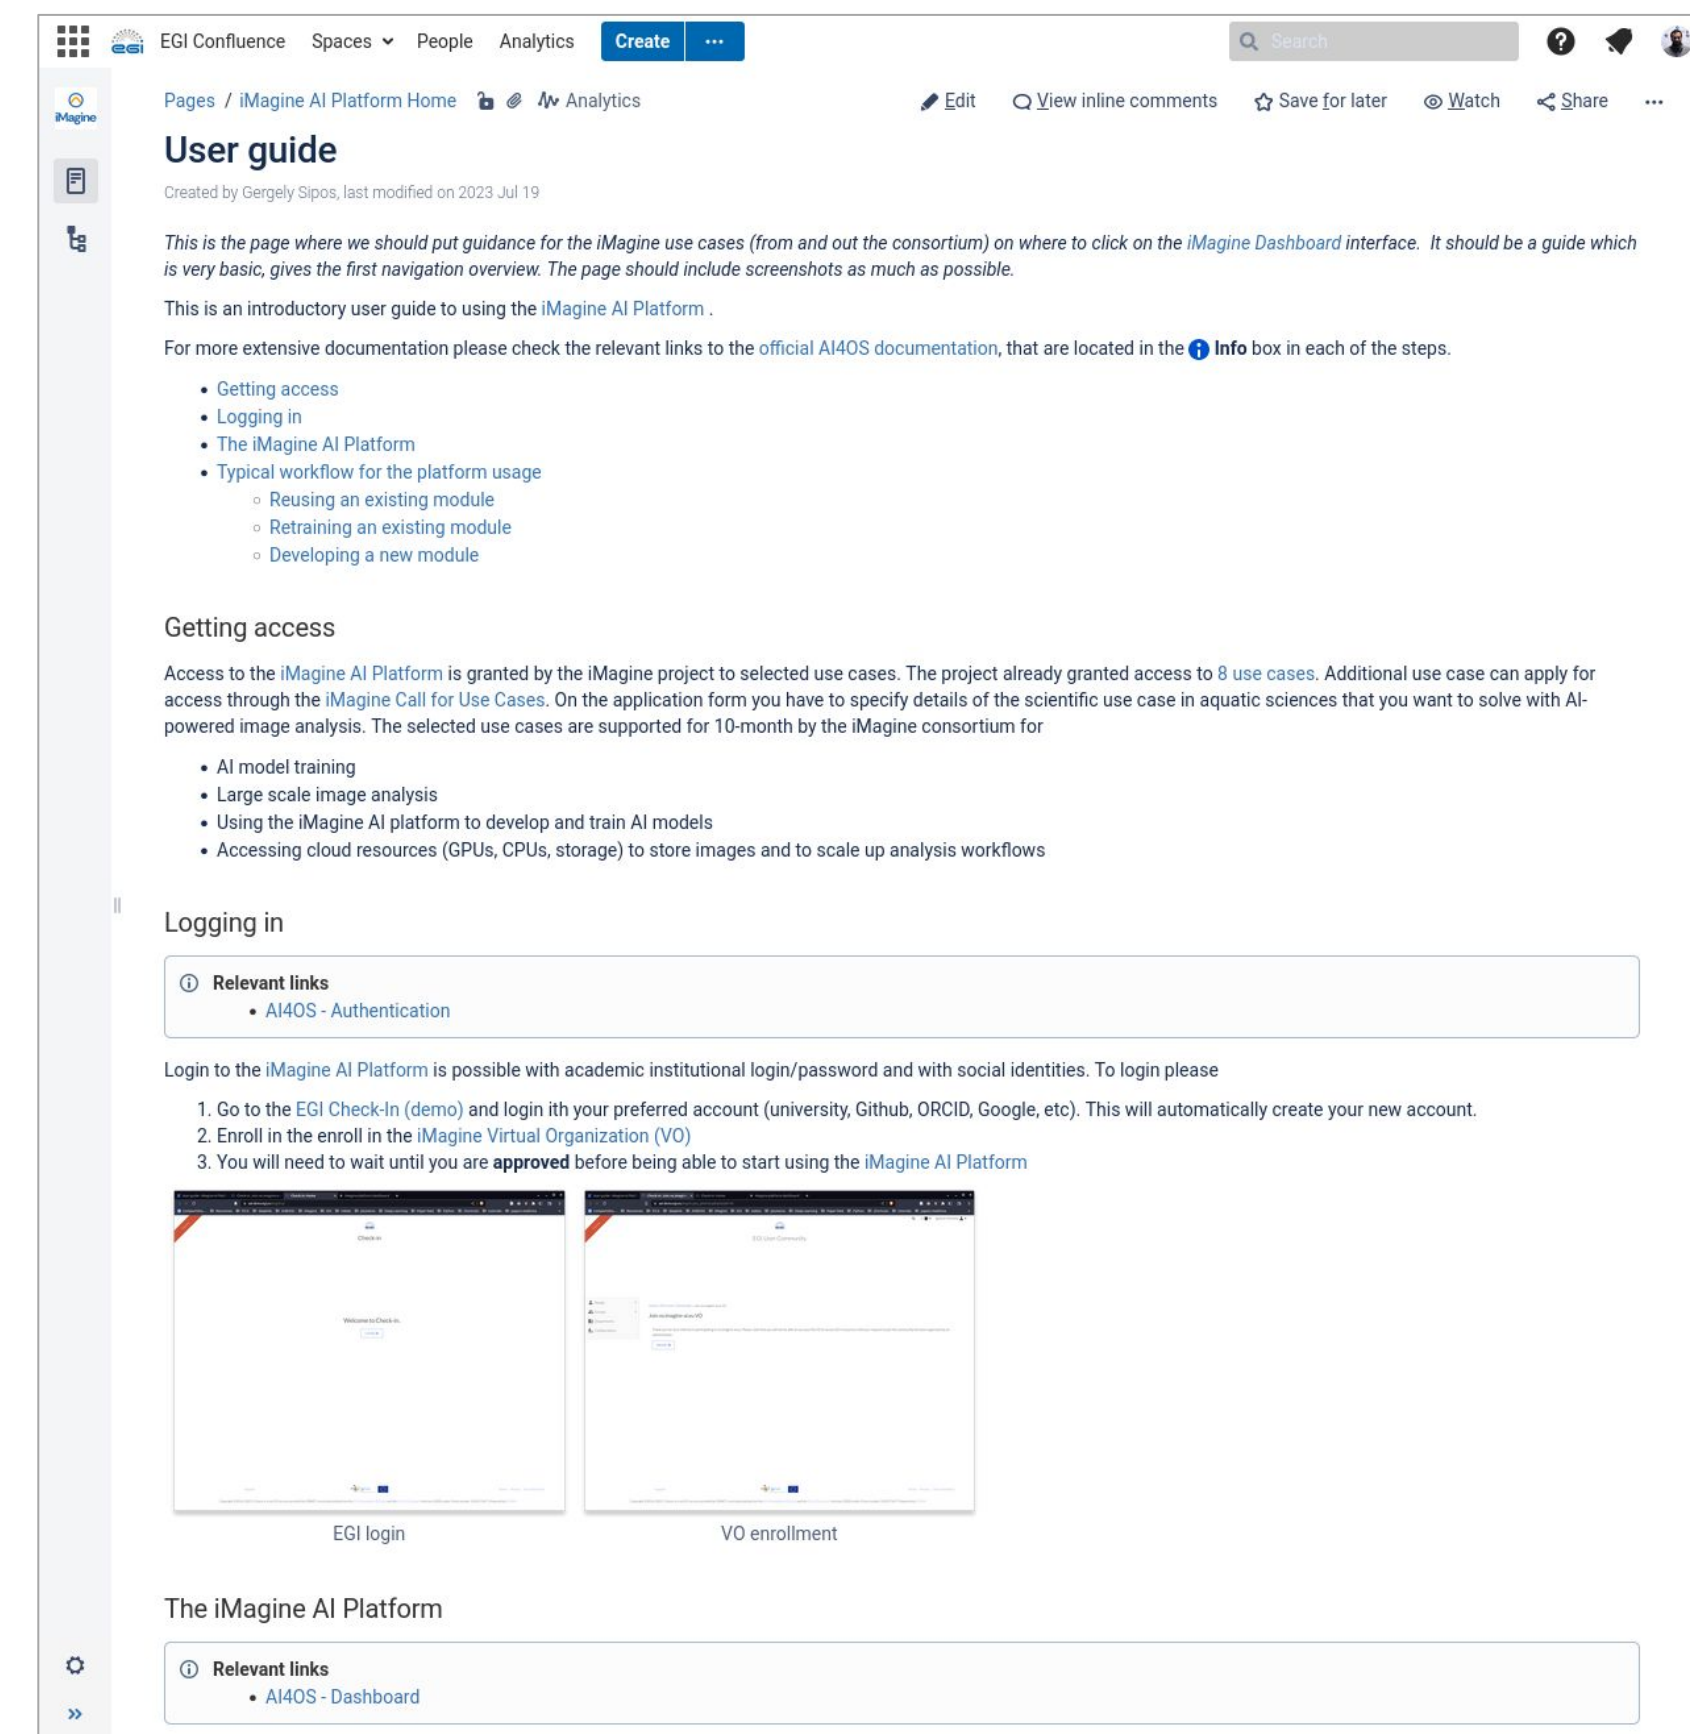 EGI Confluence Spaces People Analytics Create ··· Search
iMagine
Pages / iMagine AI Platform Home Analytics Edit View inline comments Save for later Watch Share ···
User guide
Created by Gergely Sipos, last modified on 2023 Jul 19
This is the page where we should put guidance for the iMagine use cases (from and out the consortium) on where to click on the iMagine Dashboard interface. It should be a guide which
is very basic, gives the first navigation overview. The page should include screenshots as much as possible.
This is an introductory user guide to using the iMagine AI Platform .
For more extensive documentation please check the relevant links to the official AI4OS documentation, that are located in the Info box in each of the steps.
• Getting access
• Logging in
• The iMagine AI Platform
• Typical workflow for the platform usage
◦ Reusing an existing module
◦ Retraining an existing module
◦ Developing a new module
Getting access
Access to the iMagine AI Platform is granted by the iMagine project to selected use cases. The project already granted access to 8 use cases. Additional use case can apply for
access through the iMagine Call for Use Cases. On the application form you have to specify details of the scientific use case in aquatic sciences that you want to solve with AI-
powered image analysis. The selected use cases are supported for 10-month by the iMagine consortium for
• AI model training
• Large scale image analysis
• Using the iMagine AI platform to develop and train AI models
• Accessing cloud resources (GPUs, CPUs, storage) to store images and to scale up analysis workflows
Logging in
Relevant links
• AI4OS - Authentication
Login to the iMagine AI Platform is possible with academic institutional login/password and with social identities. To login please
1. Go to the EGI Check-In (demo) and login ith your preferred account (university, Github, ORCID, Google, etc). This will automatically create your new account.
2. Enroll in the enroll in the iMagine Virtual Organization (VO)
3. You will need to wait until you are approved before being able to start using the iMagine AI Platform
Check-in
Welcome to Check-in.
EGI login
VO enrollment
The iMagine AI Platform
Relevant links
• AI4OS - Dashboard